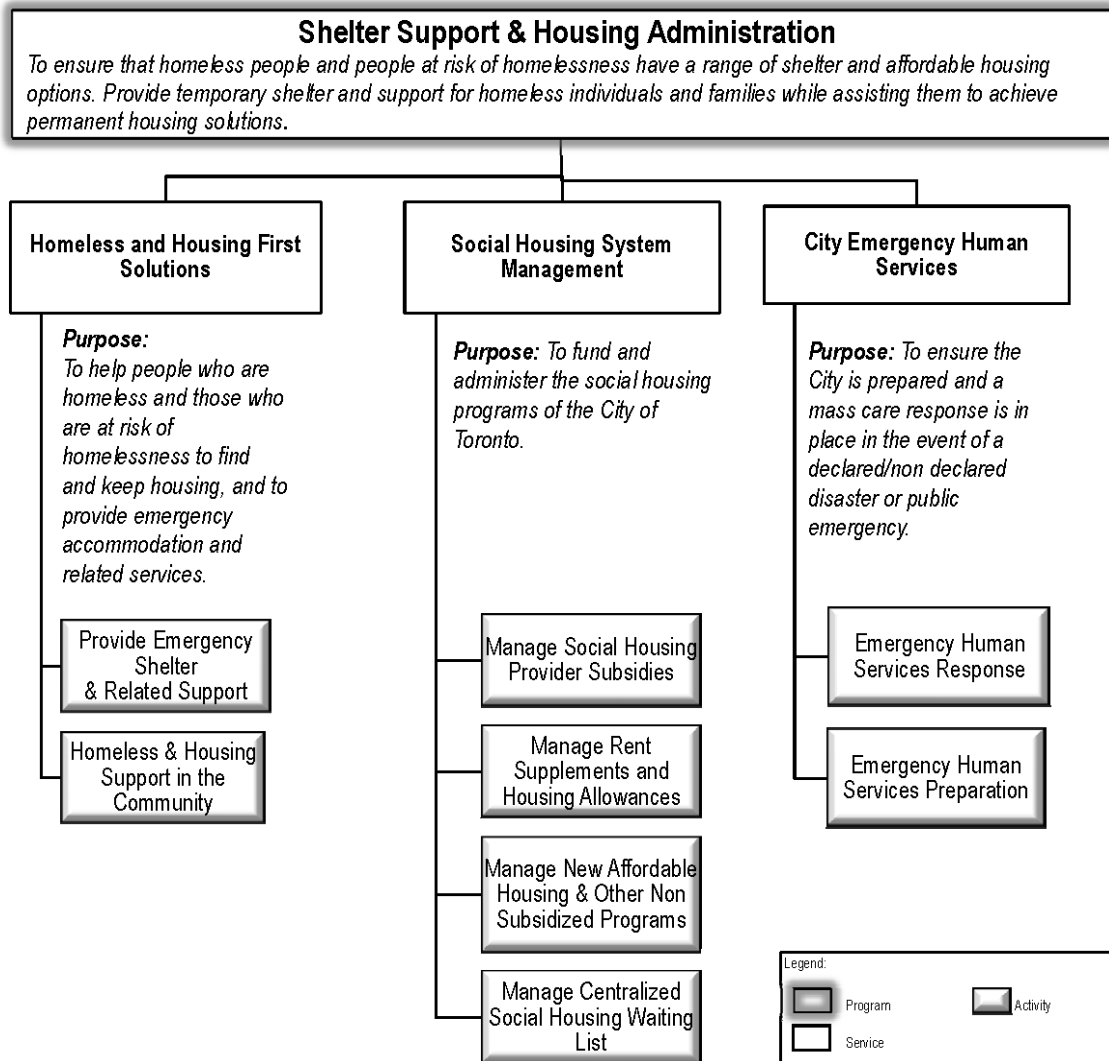 Shelter Support & Housing Administration
To ensure that homeless people and people at risk of homelessness have a range of shelter and affordable housing
options. Provide temporary shelter and support for homeless individuals and families while assisting them to achieve
permanent housing solutions.
Homeless and Housing First
Solutions
Purpose:
To help people who are
homeless and those who
are at risk of
homelessness to find
and keep housing, and to
provide emergency
accommodation and
related services.
Provide Emergency
Shelter
& Related Support
Homeless & Housing
Support in the
Community
Social Housing System
Management
Purpose: To fund and
administer the social housing
programs of the City of
Toronto.
Manage Social Housing
Provider Subsidies
Manage Rent
Supplements and
Housing Allowances
Manage New Affordable
Housing & Other Non
Subsidized Programs
Manage Centralized
Social Housing Waiting
List
City Emergency Human
Services
Purpose: To ensure the
City is prepared and a
mass care response is in
place in the event of a
declared/non declared
disaster or public
emergency.
Emergency Human
Services Response
Emergency Human
Services Preparation
Legend:
Program
Activity
Service